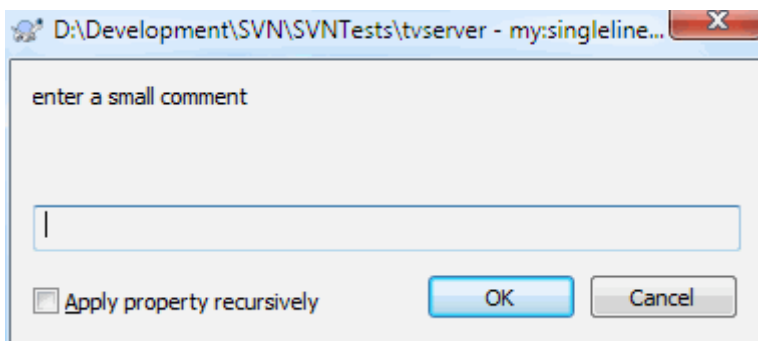 D:\Development\SVN\SVNTests\tvserver - my:singleline...
enter a small comment
Apply property recursively
OK
Cancel